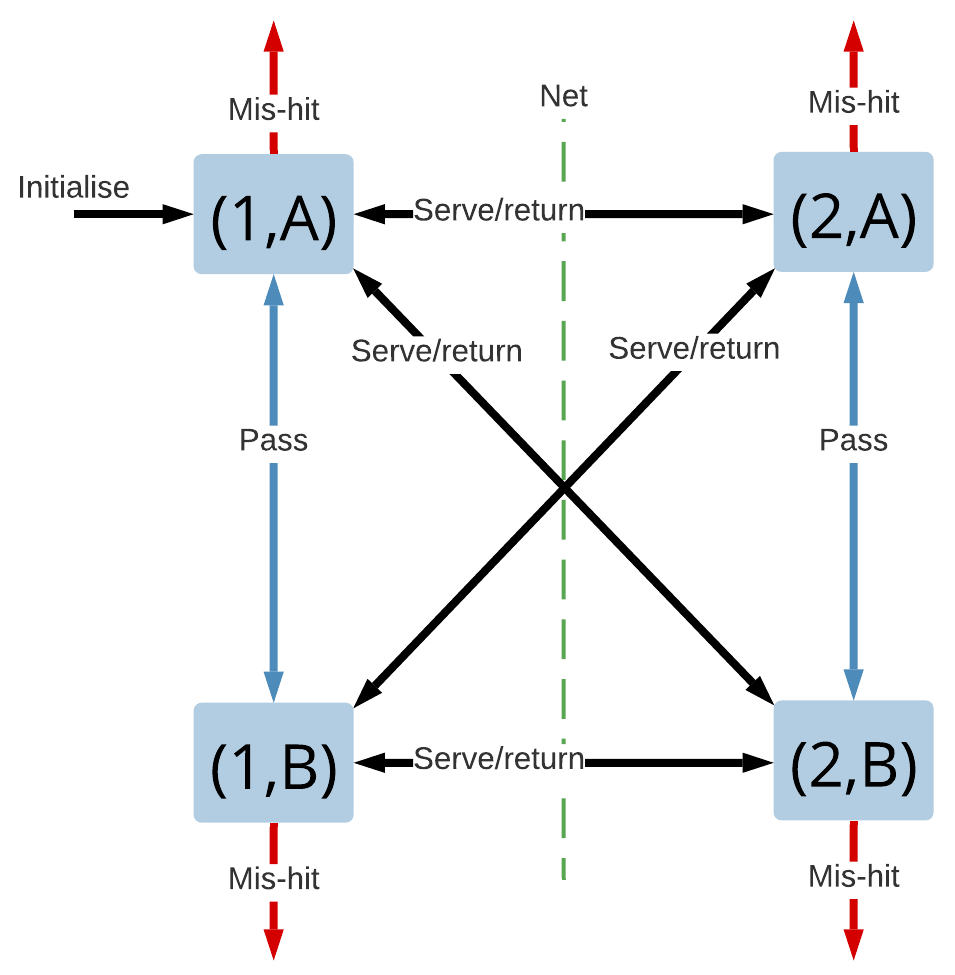 Net
Mis-hit
Mis-hit
Initialise
(1,A)
Serve/return
(2,A)
Serve/return
Serve/return
Pass
Pass
(1,B)
Serve/return
(2,B)
Mis-hit
Mis-hit